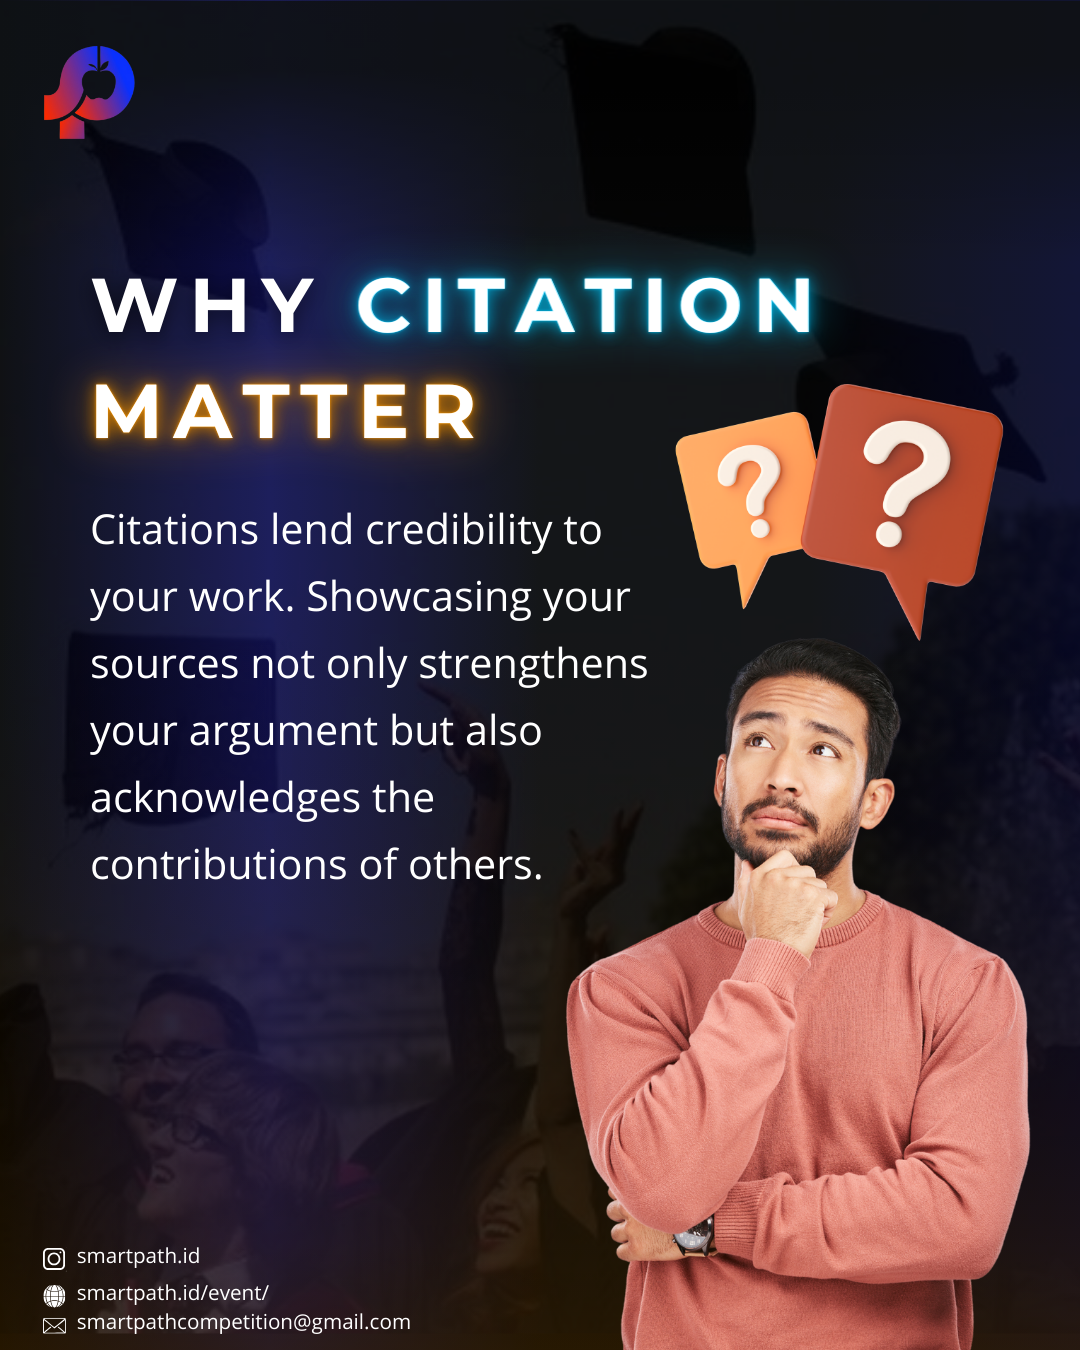 WHY CITATION
MATTER
Citations lend credibility to
your work. Showcasing your
sources not only strengthens
your argument but also
acknowledges the
contributions of others.
? ?
smartpath.id
smartpath.id/event/
smartpathcompetition@gmail.com